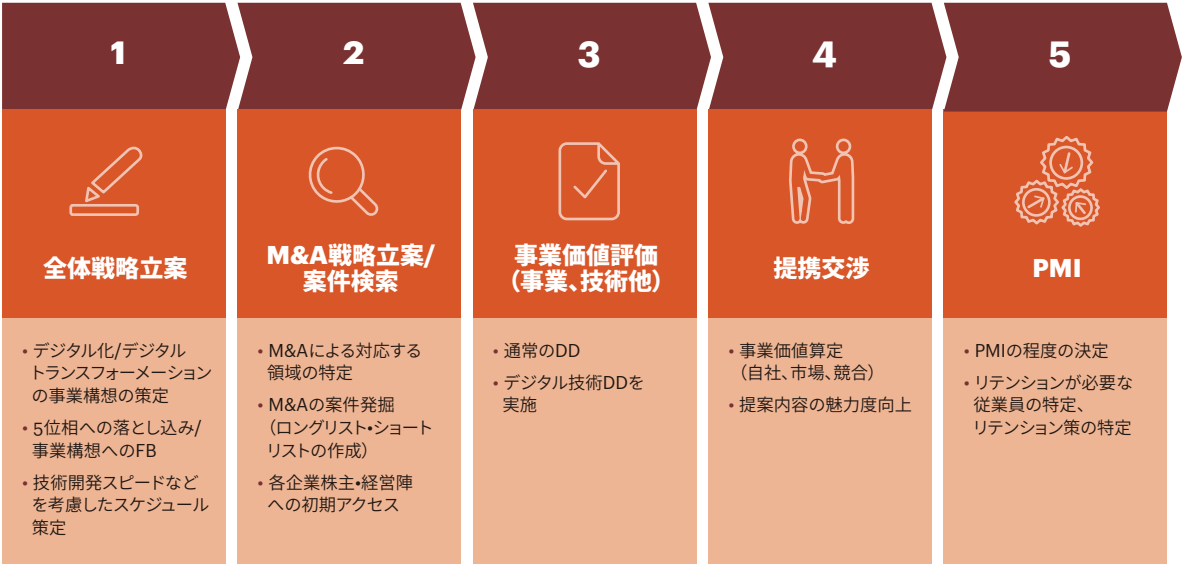 1
全体戦略立案
• デジタル化/デジタル
トランスフォーメーション
の事業構想の策定
• 5位相への落とし込み/
事業構想へのFB
• 技術開発スピードなど
を考慮したスケジュール
策定
2
M&A戦略立案/
案件検索
• M&Aによる対応する
領域の特定
• M&Aの案件発掘
（ロングリスト•ショート
リストの作成）
• 各企業株主•経営陣
への初期アクセス
3
事業価値評価
（事業、技術他）
• 通常のDD
• デジタル技術DDを
実施
4
提携交渉
• 事業価値算定
（自社、市場、競合）
• 提案内容の魅力度向上
5
PMI
• PMIの程度の決定
• リテンションが必要な
従業員の特定、
リテンション策の特定